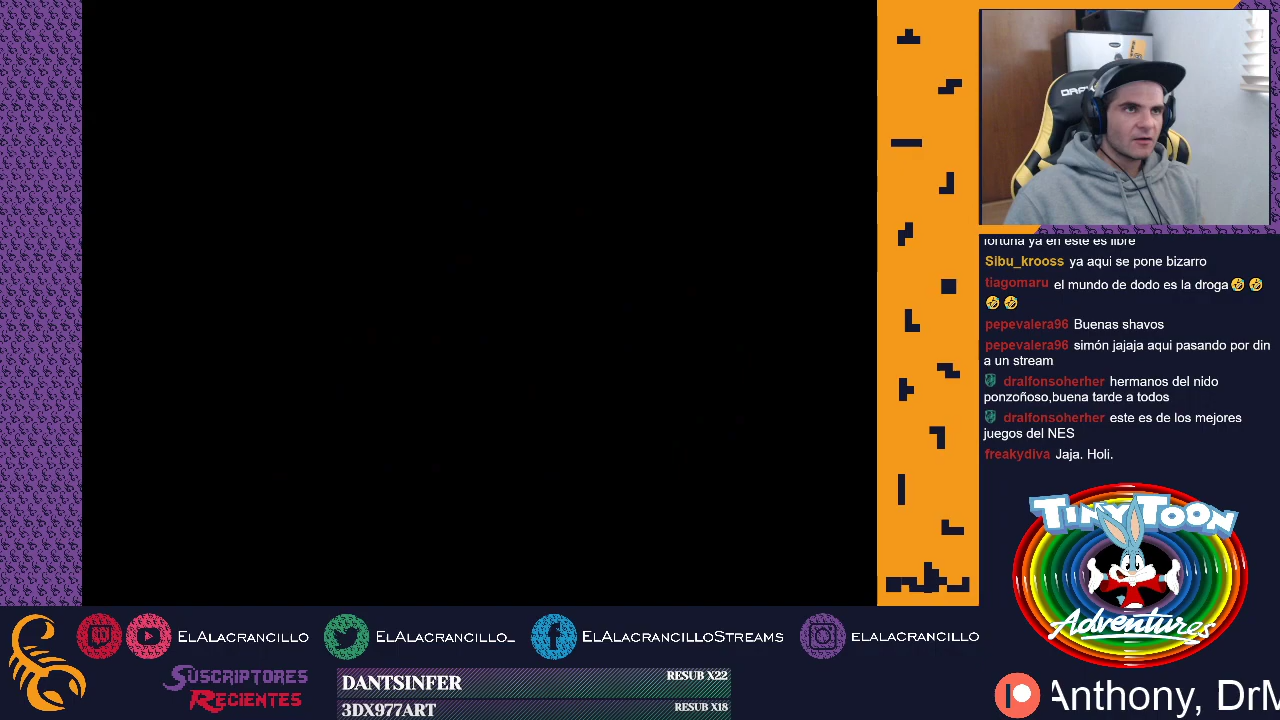 fortuna ya en este es libre
Sibu_krooss ya aqui se pone bizarro
tiagomaru el mundo de dodo es la droga🤣🤣
🤣🤣
pepevalera96 Buenas shavos
pepevalera96 simón jajaja aqui pasando por din
a un stream
dralfonsoherher hermanos del nido
ponzoñoso,buena tarde a todos
dralfonsoherher este es de los mejores
juegos del NES
freakydiva Jaja. Holi.
TINY TOON
Adventures
ElAlacrancillo
ElAlacrancillo_
ElAlacrancilloStreams
elalacrancillo
Suscriptores
Recientes
DANTSINFER RESUB X22
3DX977ART RESUB X18
Anthony, DrM